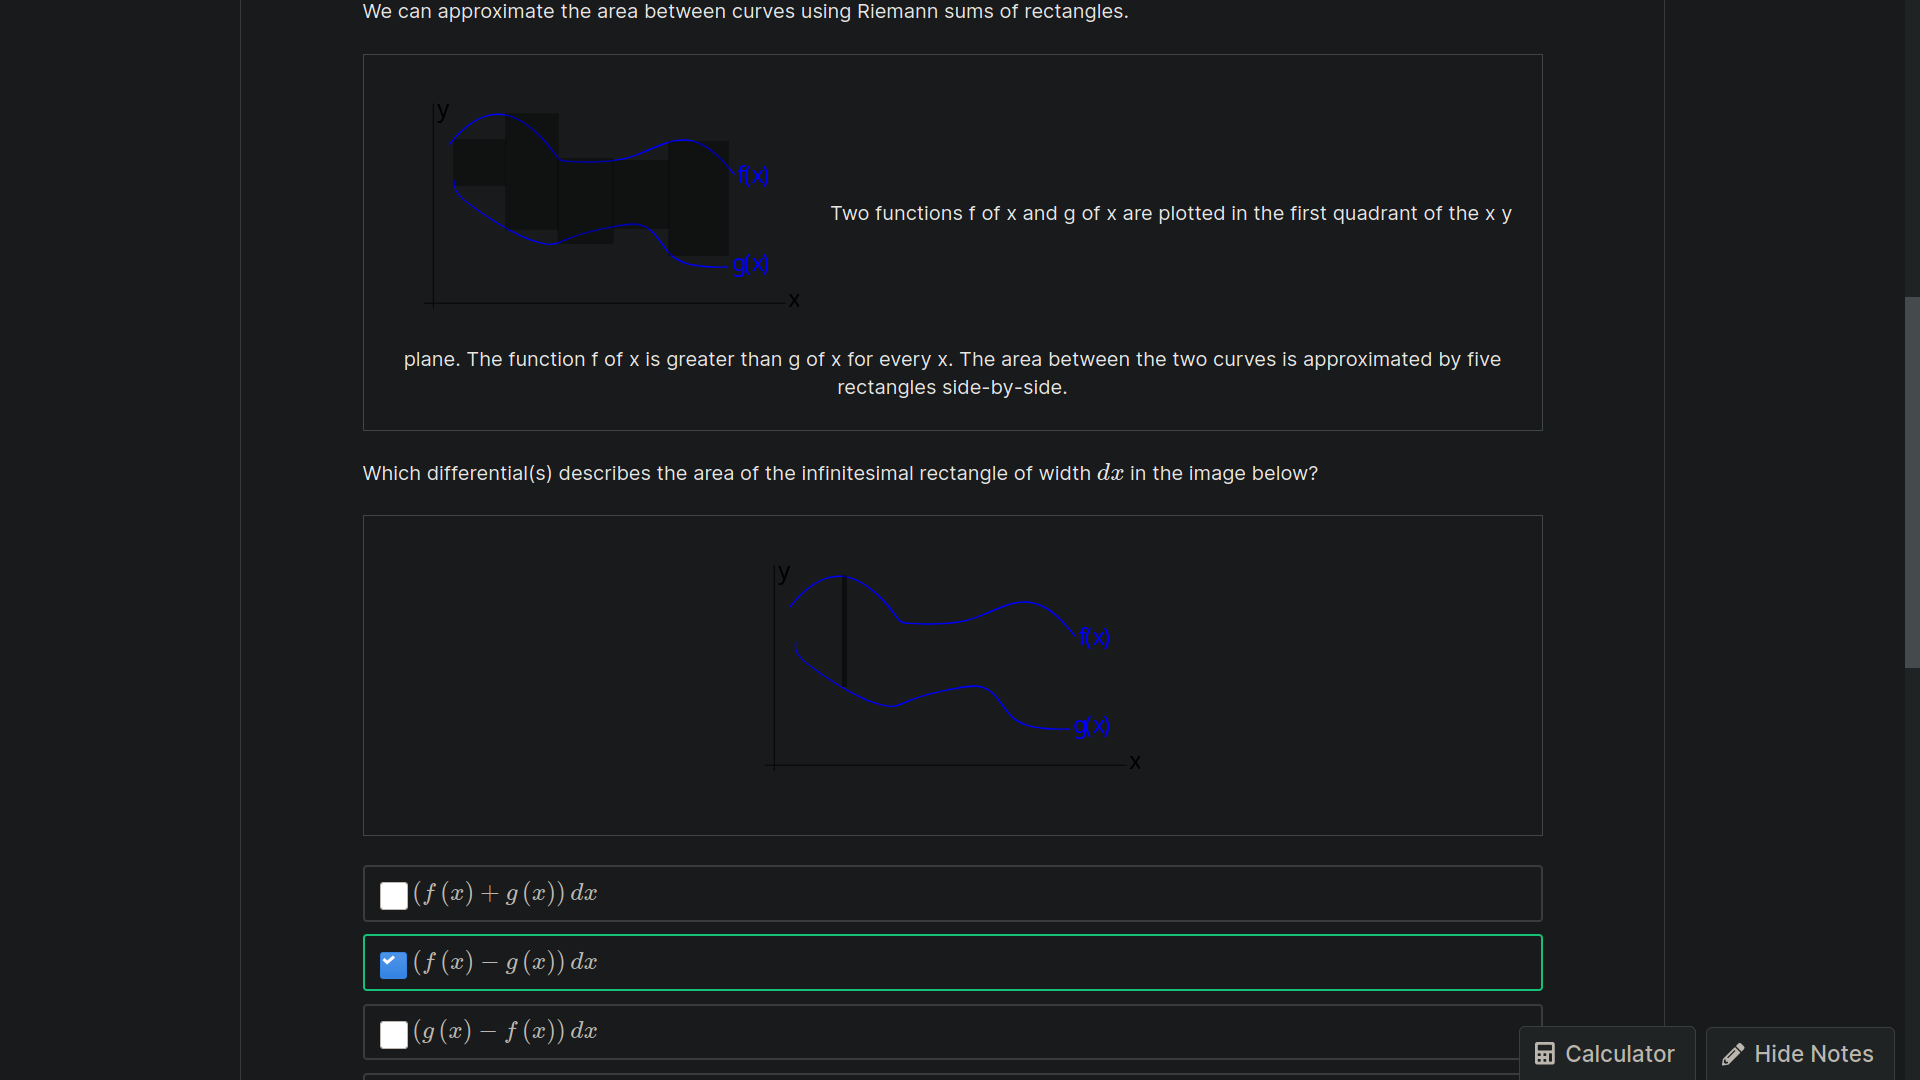 We can approximate the area between curves using Riemann sums of rectangles.
y
f(x)
Two functions f of x and g of x are plotted in the first quadrant of the x y
g(x)
x
plane. The function f of x is greater than g of x for every x. The area between the two curves is approximated by five
rectangles side-by-side.
Which differential(s) describes the area of the infinitesimal rectangle of width dx in the image below?
y
f(x)
g(x)
x
(f(x) + g(x)) dx
(f(x) − g(x)) dx
(g(x) − f(x)) dx
Calculator
Hide Notes